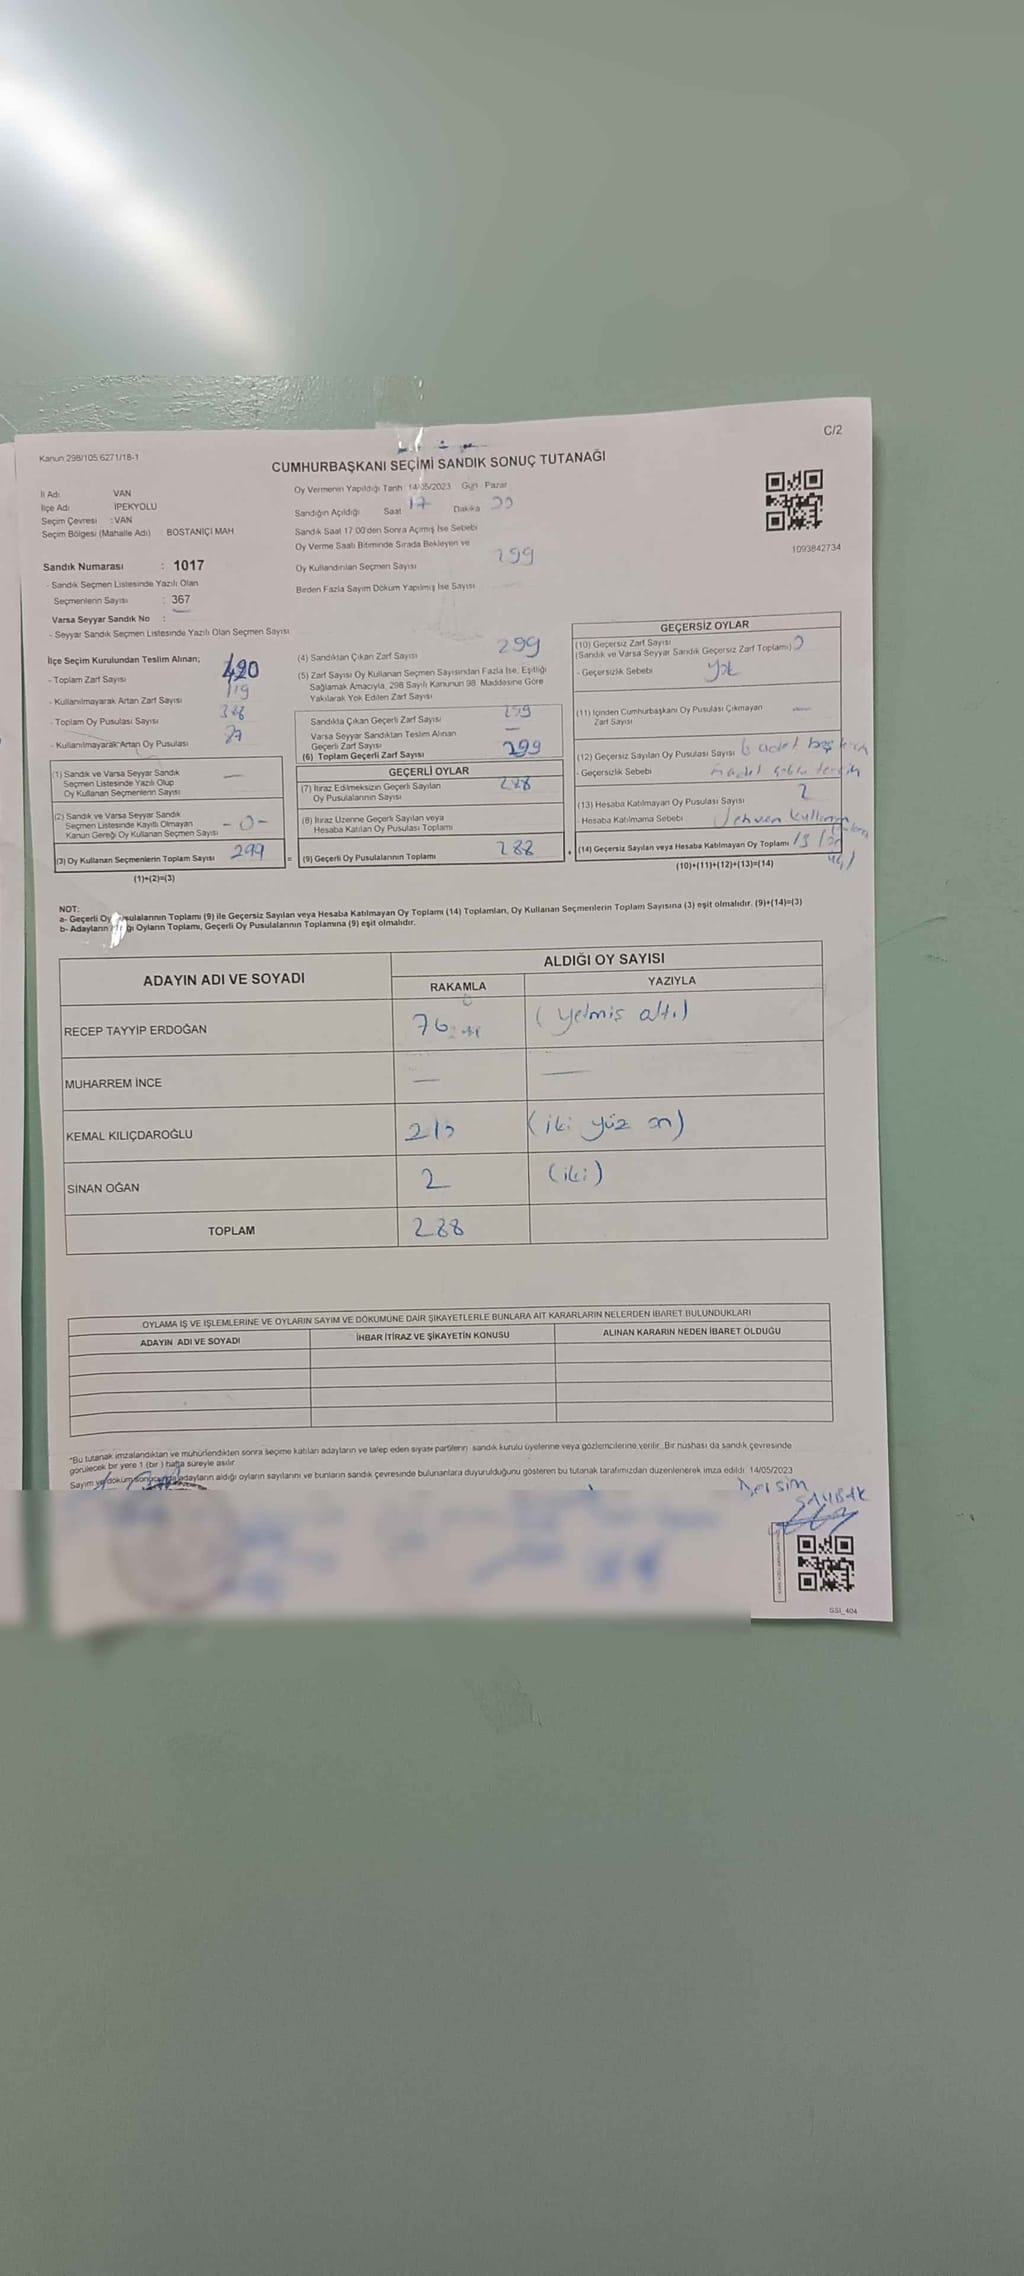 C/2
Kanun 298/105 6271/18-1
CUMHURBAŞKANI SEÇİMİ SANDIK SONUÇ TUTANAĞI
İl Adı VAN
İlçe Adı İPEKYOLU
Seçim Çevresi : VAN
Seçim Bölgesi (Mahalle Adı) : BOSTANİÇİ MAH
Sandık Numarası : 1017
- Sandık Seçmen Listesinde Yazılı Olan
Seçmenlerin Sayısı : 367
Varsa Seyyar Sandık No :
- Seyyar Sandık Seçmen Listesinde Yazılı Olan Seçmen Sayısı
Oy Vermenin Yapıldığı Tarih 14/05/2023 Gün Pazar
Sandığın Açıldığı Saat 17 Dakika
Sandık Saat 17 00'den Sonra Açılmış İse Sebebi
Oy Verme Saati Bitiminde Sırada Bekleyen ve
Oy Kullandırılan Seçmen Sayısı 299
Birden Fazla Sayım Döküm Yapılmış İse Sayısı
1093842734
İlçe Seçim Kurulundan Teslim Alınan;
- Toplam Zarf Sayısı 420
- Kullanılmayarak Artan Zarf Sayısı 119
- Toplam Oy Pusulası Sayısı
- Kullanılmayarak Artan Oy Pusulası
(1) Sandık ve Varsa Seyyar Sandık
Seçmen Listesinde Yazılı Olup
Oy Kullanan Seçmenlerin Sayısı —
(2) Sandık ve Varsa Seyyar Sandık
Seçmen Listesinde Kayıtlı Olmayan
Kanun Gereği Oy Kullanan Seçmen Sayısı - 0 -
(3) Oy Kullanan Seçmenlerin Toplam Sayısı 299
(1)+(2)=(3)
(4) Sandıktan Çıkan Zarf Sayısı 299
(5) Zarf Sayısı Oy Kullanan Seçmen Sayısından Fazla İse, Eşitliği
Sağlamak Amacıyla, 298 Sayılı Kanunun 98. Maddesine Göre
Yakılarak Yok Edilen Zarf Sayısı
Sandıkta Çıkan Geçerli Zarf Sayısı 299
Varsa Seyyar Sandıktan Teslim Alınan
Geçerli Zarf Sayısı —
(6) Toplam Geçerli Zarf Sayısı 299
GEÇERLİ OYLAR
(7) İtiraz Edilmeksizin Geçerli Sayılan
Oy Pusulalarının Sayısı 288
(8) İtiraz Üzerine Geçerli Sayılan veya
Hesaba Katılan Oy Pusulası Toplamı
= (9) Geçerli Oy Pusulalarının Toplamı 288
GEÇERSİZ OYLAR
(10) Geçersiz Zarf Sayısı
(Sandık ve Varsa Seyyar Sandık Geçersiz Zarf Toplamı)
- Geçersizlik Sebebi yok
(11) İçinden Cumhurbaşkanı Oy Pusulası Çıkmayan
Zarf Sayısı —
(12) Geçersiz Sayılan Oy Pusulası Sayısı 6 adet
- Geçersizlik Sebebi
(13) Hesaba Katılmayan Oy Pusulası Sayısı 2
- Hesaba Katılmama Sebebi
+ (14) Geçersiz Sayılan veya Hesaba Katılmayan Oy Toplamı
(10)+(11)+(12)+(13)=(14)
NOT:
a- Geçerli Oy Pusulalarının Toplamı (9) ile Geçersiz Sayılan veya Hesaba Katılmayan Oy Toplamı (14) Toplamları, Oy Kullanan Seçmenlerin Toplam Sayısına (3) eşit olmalıdır. (9)+(14)=(3)
b- Adayların Oyların Toplamı, Geçerli Oy Pusulalarının Toplamına (9) eşit olmalıdır.
ADAYIN ADI VE SOYADI ALDIĞI OY SAYISI
RAKAMLA YAZIYLA
RECEP TAYYİP ERDOĞAN 76 (yetmiş altı)
MUHARREM İNCE — —
KEMAL KILIÇDAROĞLU 210 (iki yüz on)
SİNAN OĞAN 2 (iki)
TOPLAM 288
OYLAMA İŞ VE İŞLEMLERİNE VE OYLARIN SAYIM VE DÖKÜMÜNE DAİR ŞİKAYETLERLE BUNLARA AİT KARARLARIN NELERDEN İBARET BULUNDUKLARI
ADAYIN ADI VE SOYADI İHBAR İTİRAZ VE ŞİKAYETİN KONUSU ALINAN KARARIN NEDEN İBARET OLDUĞU
*Bu tutanak imzalandıktan ve mühürlendikten sonra seçime katılan adayların ve talep eden siyasi partilerin sandık kurulu üyelerine veya gözlemcilerine verilir. Bir nüshası da sandık çevresinde
görülecek bir yere 1 (bir) hafta süreyle asılır.
Sayım ve döküm sonucunda adayların aldığı oyların sayılarını ve bunların sandık çevresinde bulunanlara duyurulduğunu gösteren bu tutanak tarafımızdan düzenlenerek imza edildi. 14/05/2023
Dersim
SSI_404